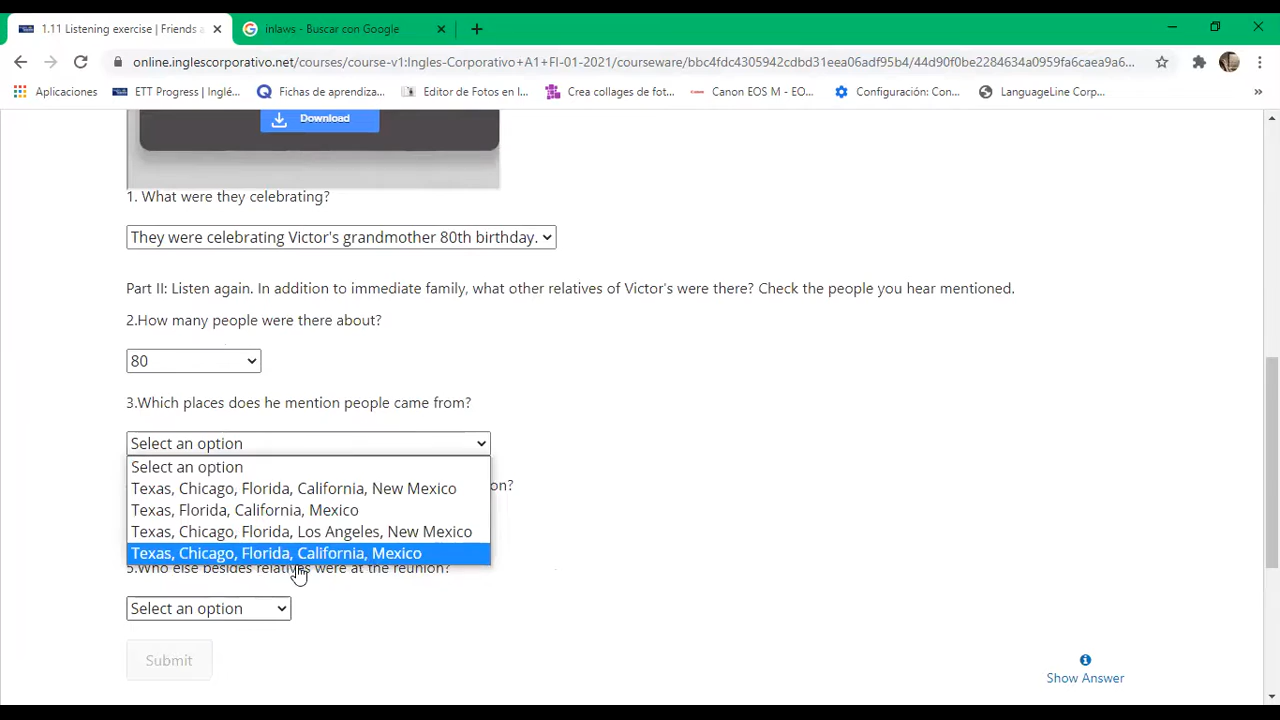 1.11 Listening exercise | Friends a
inlaws - Buscar con Google
online.inglescorporativo.net/courses/course-v1:Ingles-Corporativo+A1+FI-01-2021/courseware/bbc4fdc4305942cdbd31eea06adf95b4/44d90f0be2284634a0959fa6caea9a6...
Aplicaciones
ETT Progress | Inglé...
Fichas de aprendiza...
Editor de Fotos en l...
Crea collages de fot...
Canon EOS M - EO...
Configuración: Con...
LanguageLine Corp...
»
Download
1. What were they celebrating?
They were celebrating Victor's grandmother 80th birthday.
Part II: Listen again. In addition to immediate family, what other relatives of Victor's were there? Check the people you hear mentioned.
2.How many people were there about?
80
3.Which places does he mention people came from?
Select an option
Select an option
Texas, Chicago, Florida, California, New Mexico
on?
Texas, Florida, California, Mexico
Texas, Chicago, Florida, Los Angeles, New Mexico
Texas, Chicago, Florida, California, Mexico
5.Who else besides relatives were at the reunion?
Select an option
Submit
Show Answer